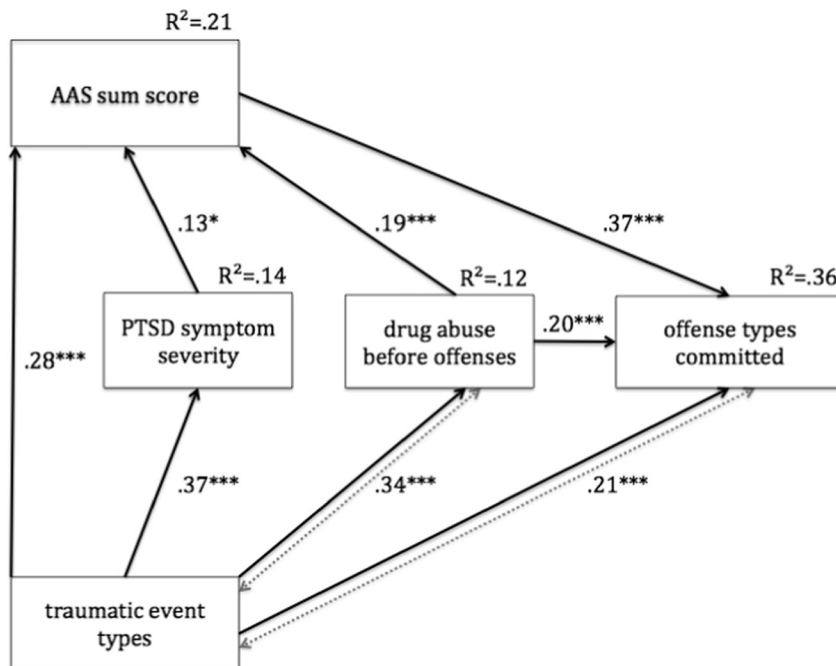 R²=.21
AAS sum score
.13*
.19***
.37***
R²=.14
R²=.12
R²=.36
PTSD symptom
severity
drug abuse
before offenses
.20***
offense types
committed
.28***
.37***
.34***
.21***
traumatic event
types